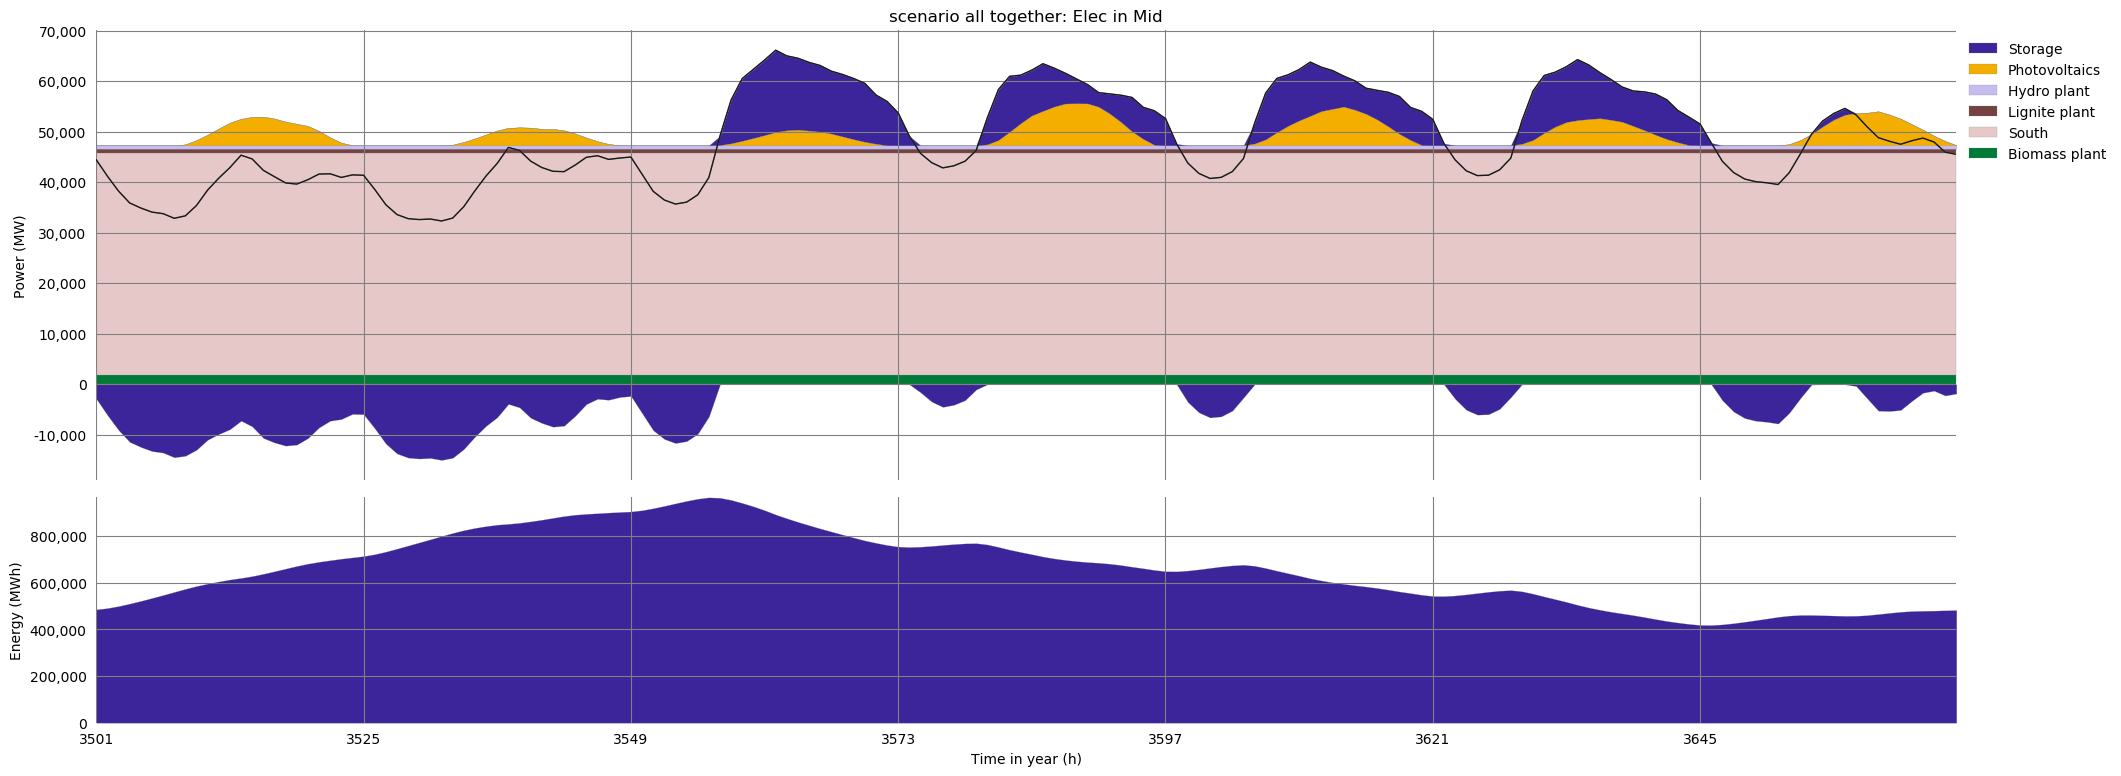 scenario all together: Elec in Mid
70,000
60,000
50,000
40,000
30,000
20,000
10,000
0
-10,000
Power (MW)
Storage
Photovoltaics
Hydro plant
Lignite plant
South
Biomass plant
800,000
600,000
400,000
200,000
0
Energy (MWh)
3501 3525 3549 3573 3597 3621 3645
Time in year (h)